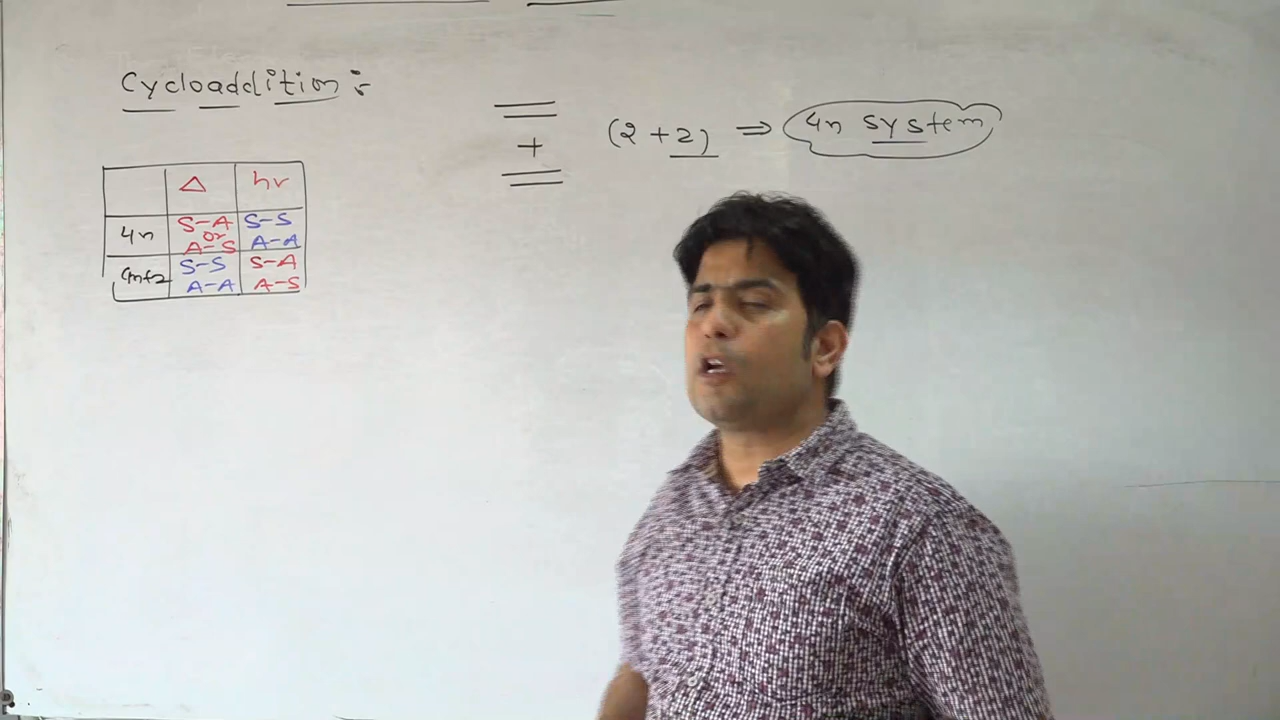 Cycloaddition :-
+
(2+2) ⇒ 4n system
Δ hν
4n S-A or A-S S-S A-A
4n+2 S-S A-A S-A A-S